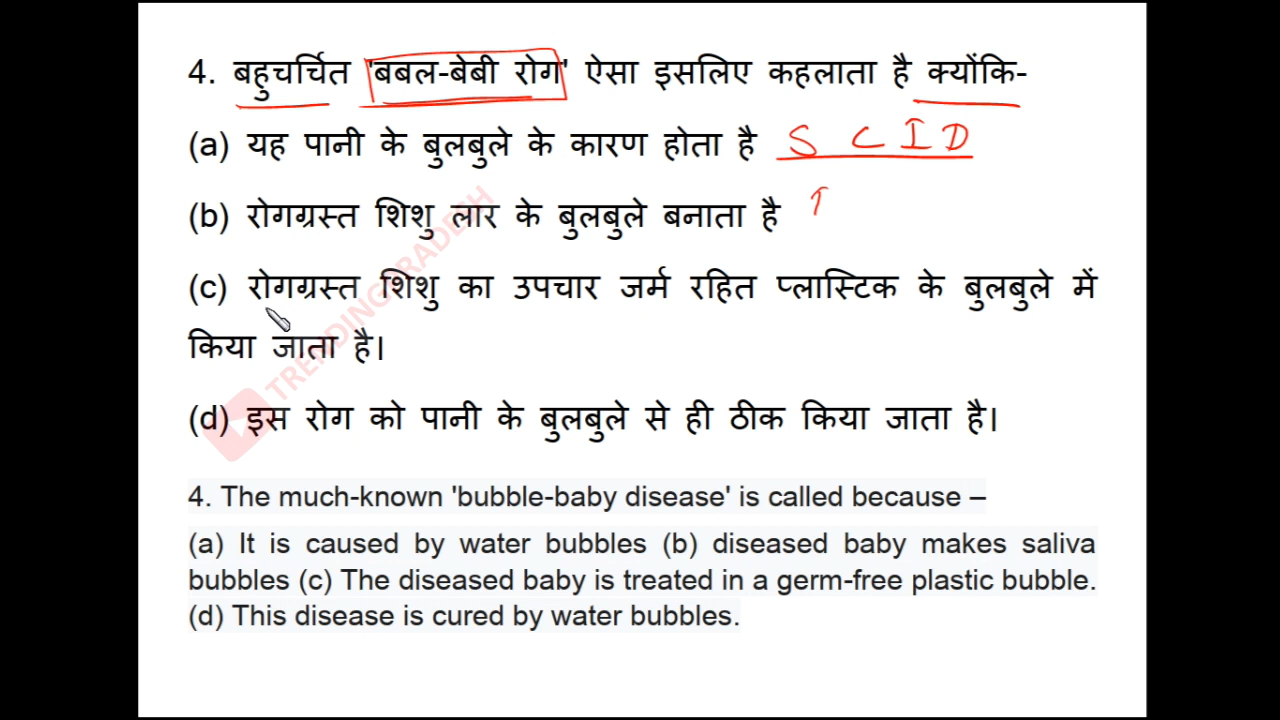 4. बहुचर्चित 'बबल-बेबी रोग' ऐसा इसलिए कहलाता है क्योंकि-
(a) यह पानी के बुलबुले के कारण होता है S C I D
(b) रोगग्रस्त शिशु लार के बुलबुले बनाता है
(c) रोगग्रस्त शिशु का उपचार जर्म रहित प्लास्टिक के बुलबुले में
किया जाता है।
(d) इस रोग को पानी के बुलबुले से ही ठीक किया जाता है।
TRENDING PRADESH
4. The much-known 'bubble-baby disease' is called because –
(a) It is caused by water bubbles (b) diseased baby makes saliva
bubbles (c) The diseased baby is treated in a germ-free plastic bubble.
(d) This disease is cured by water bubbles.